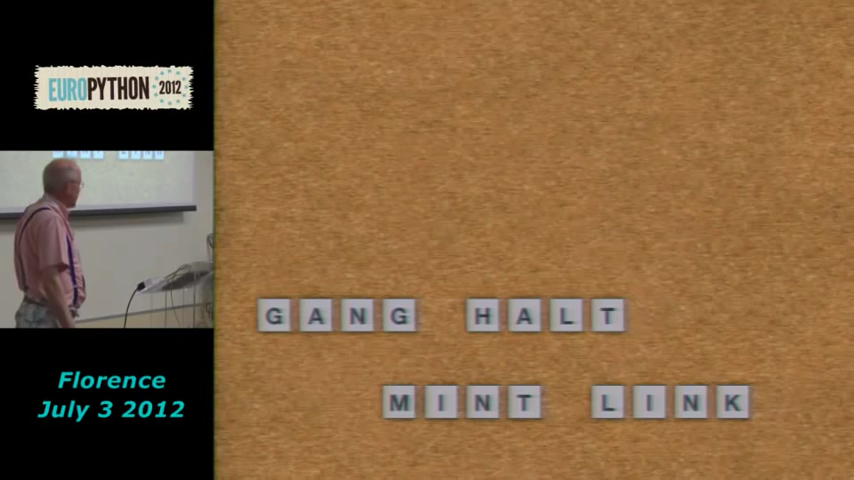 EUROPYTHON 2012
GANG HALT
MINT LINK
Florence
July 3 2012